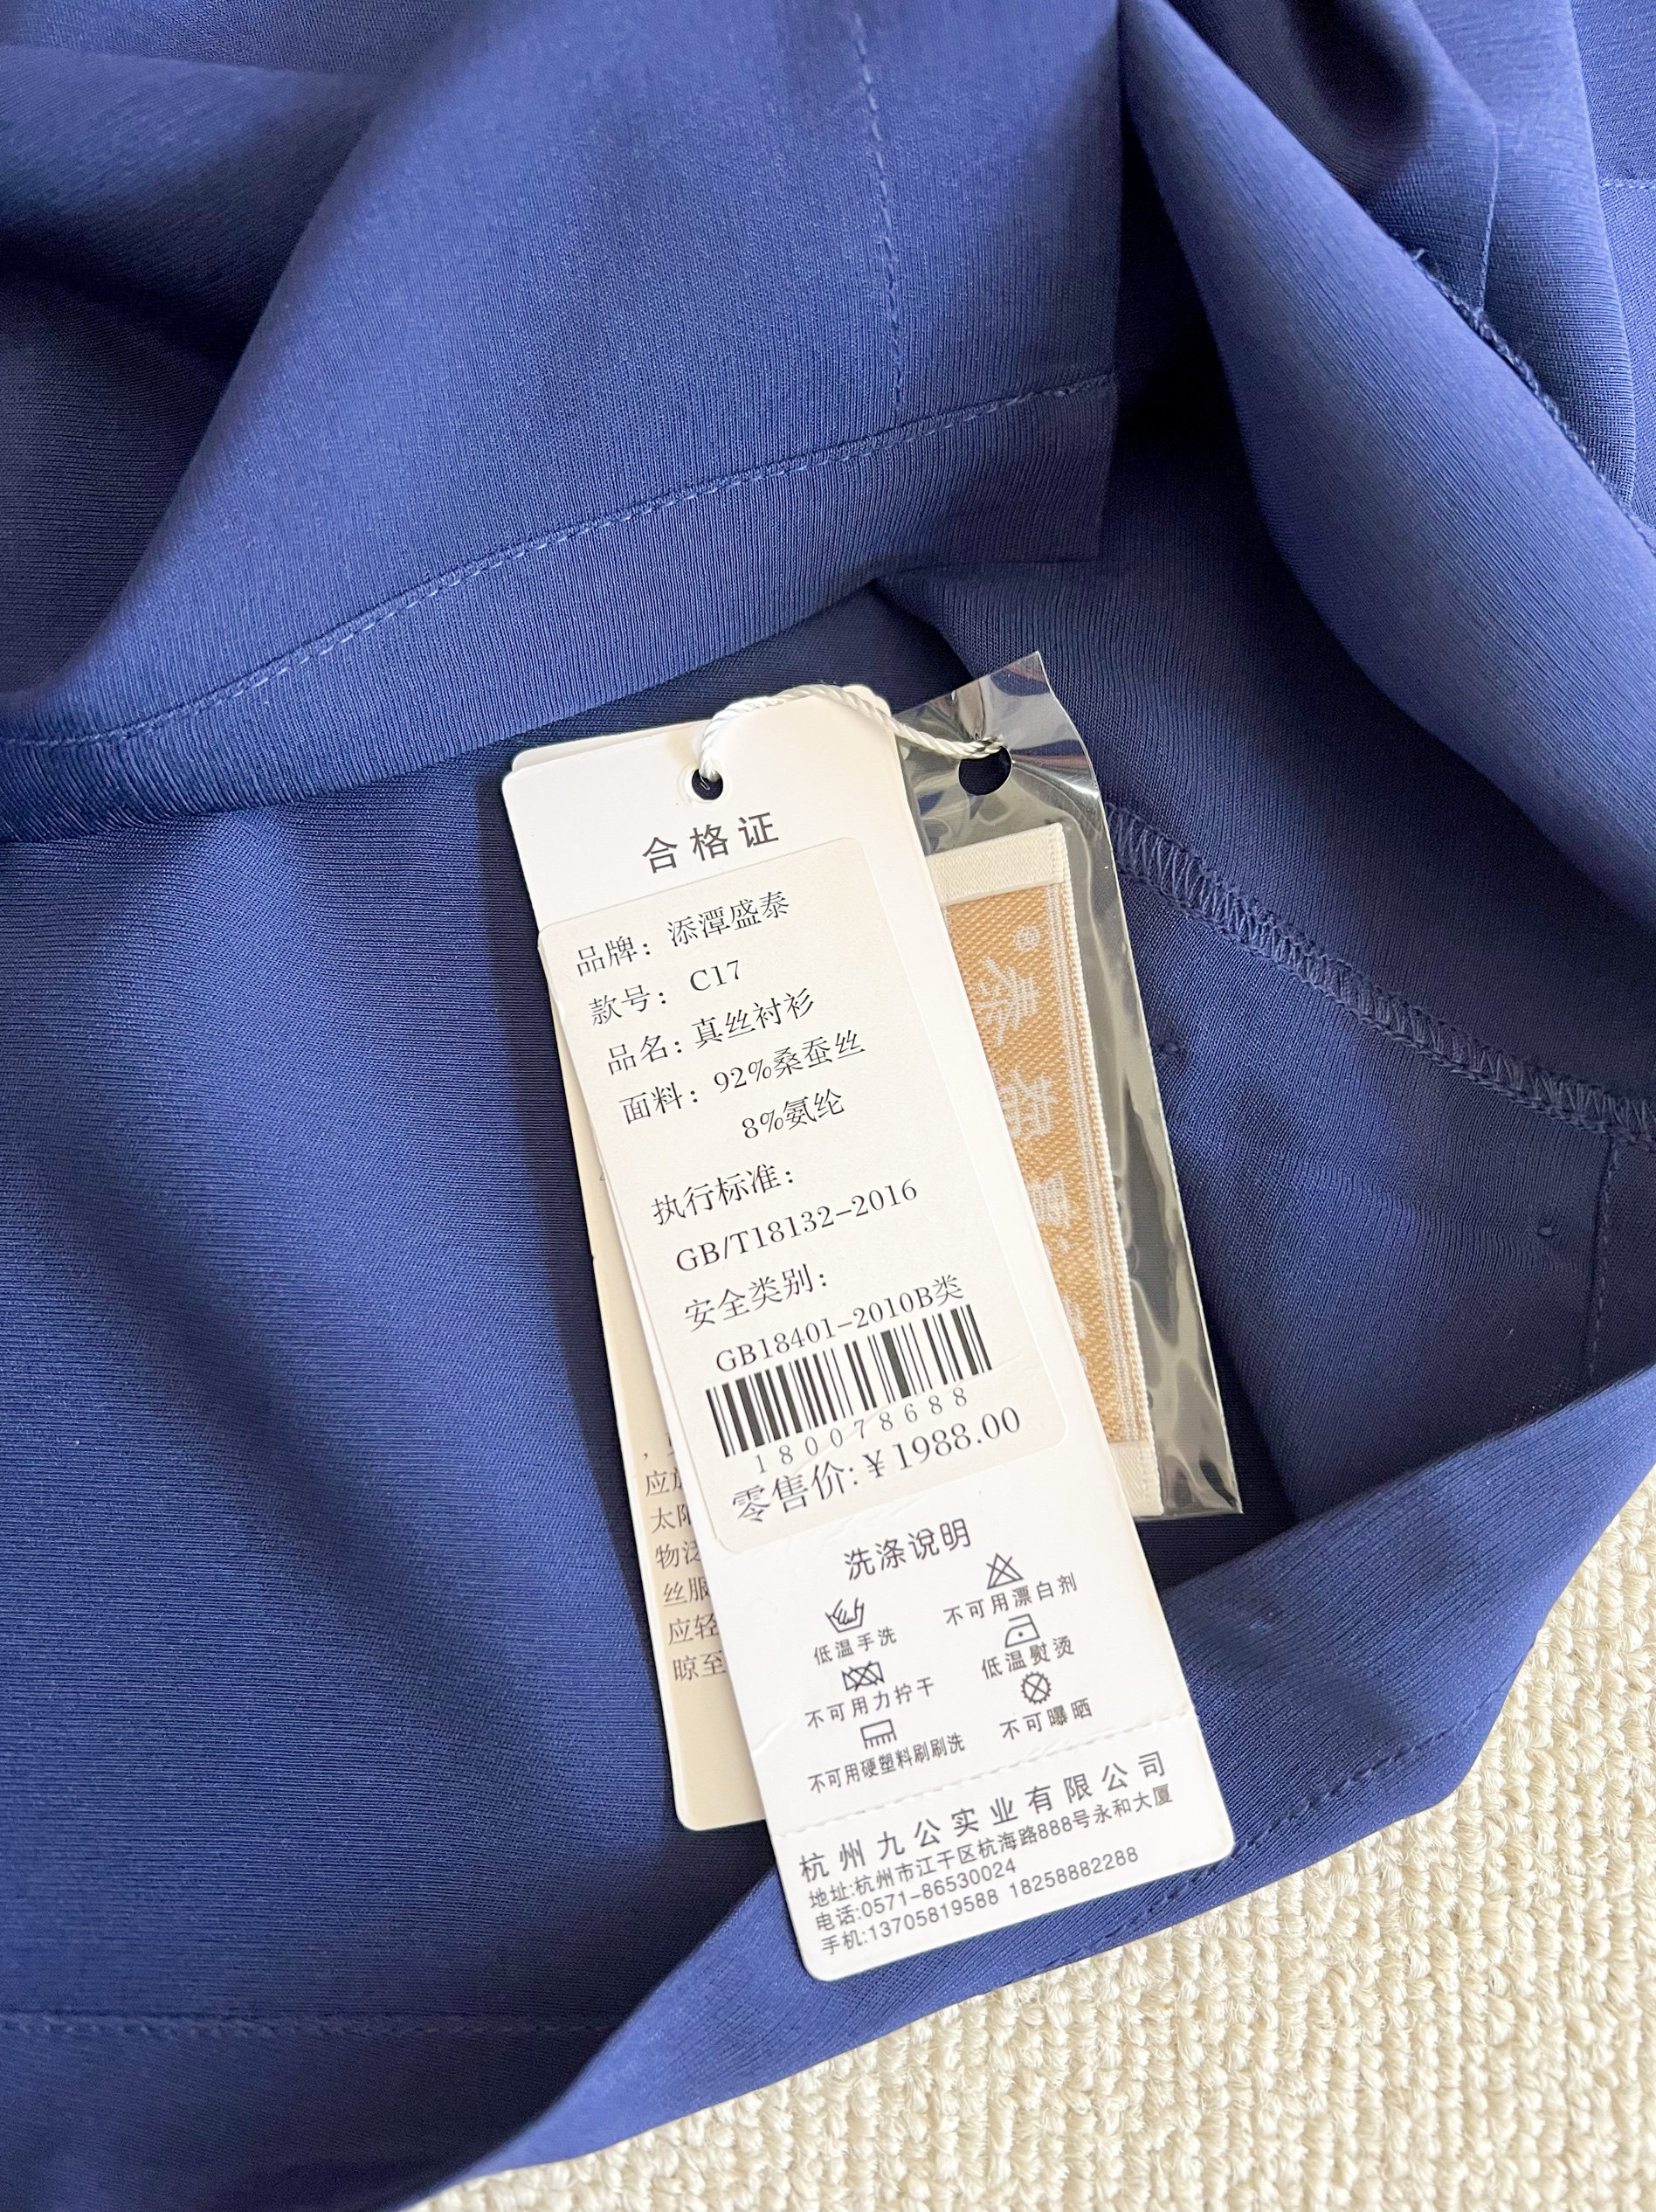 合格证
品牌：添潭盛泰
款号：C17
品名：真丝衬衫
面料：92%桑蚕丝
8%氨纶
执行标准：
GB/T18132-2016
安全类别：
GB18401-2010B类
180078688
零售价:¥1988.00
洗涤说明
低温手洗
不可用漂白剂
不可用力拧干
低温熨烫
不可用硬塑料刷刷洗
不可曝晒
杭州九公实业有限公司
地址:杭州市江干区杭海路888号永和大厦
电话:0571-86530024
手机:13705819588 18258882288
应
太阳
物泛
丝服
应轻
晾至